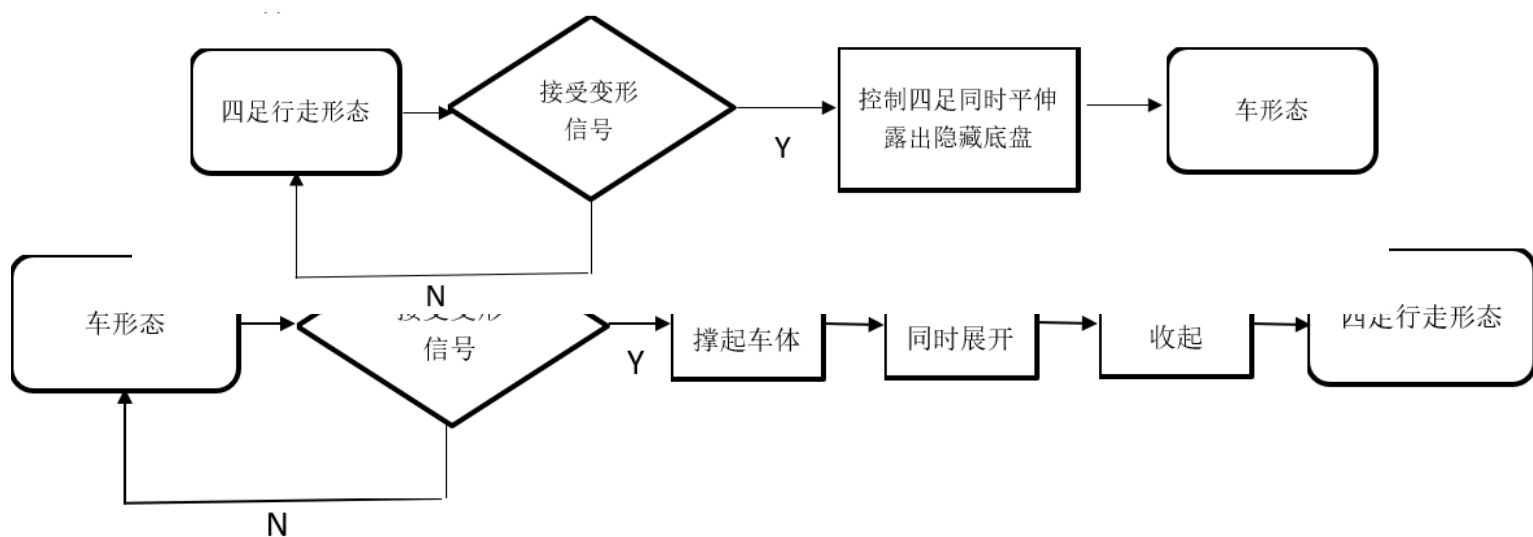 四足行走形态
接受变形
信号
Y
控制四足同时平伸
露出隐藏底盘
车形态
N
车形态
信号
Y
撑起车体
同时展开
收起
四足行走形态
N